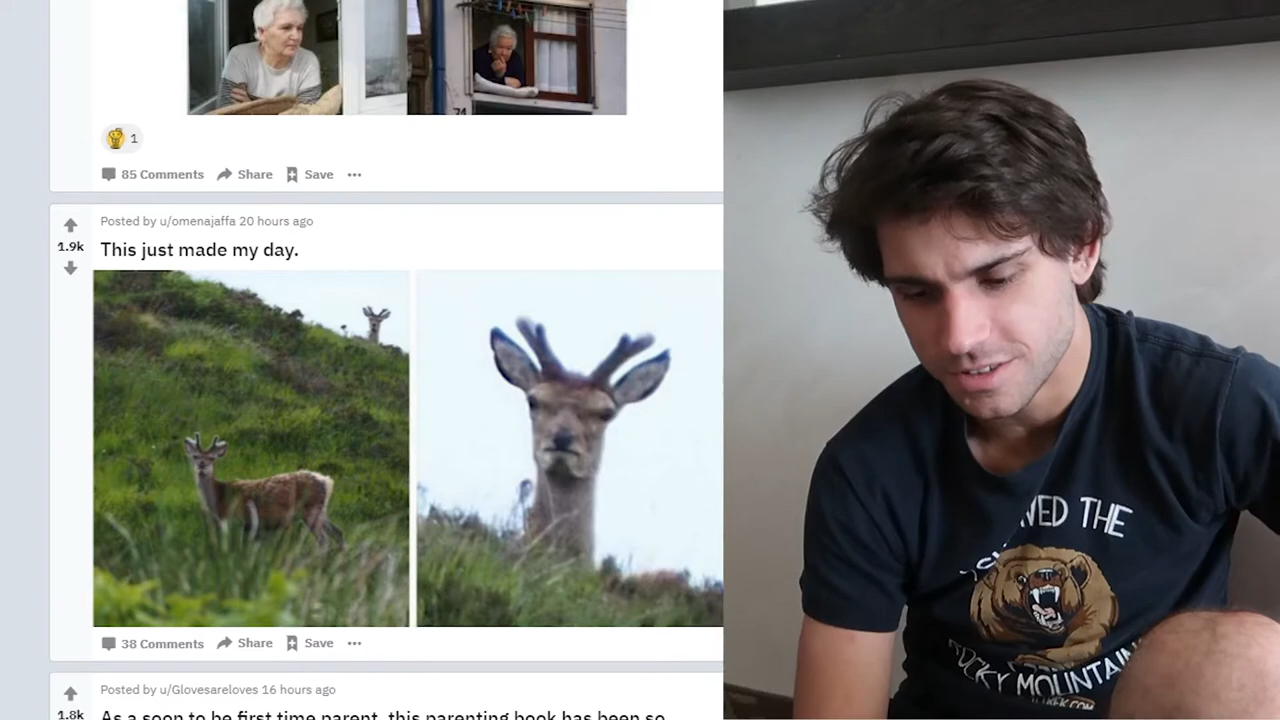 74
1
85 Comments Share Save
Posted by u/omenajaffa 20 hours ago
1.9k
This just made my day.
38 Comments Share Save
Posted by u/Glovesareloves 16 hours ago
1.8k
As a soon to be first time parent, this parenting book has been so
THE
ROCKY MOUNTAIN